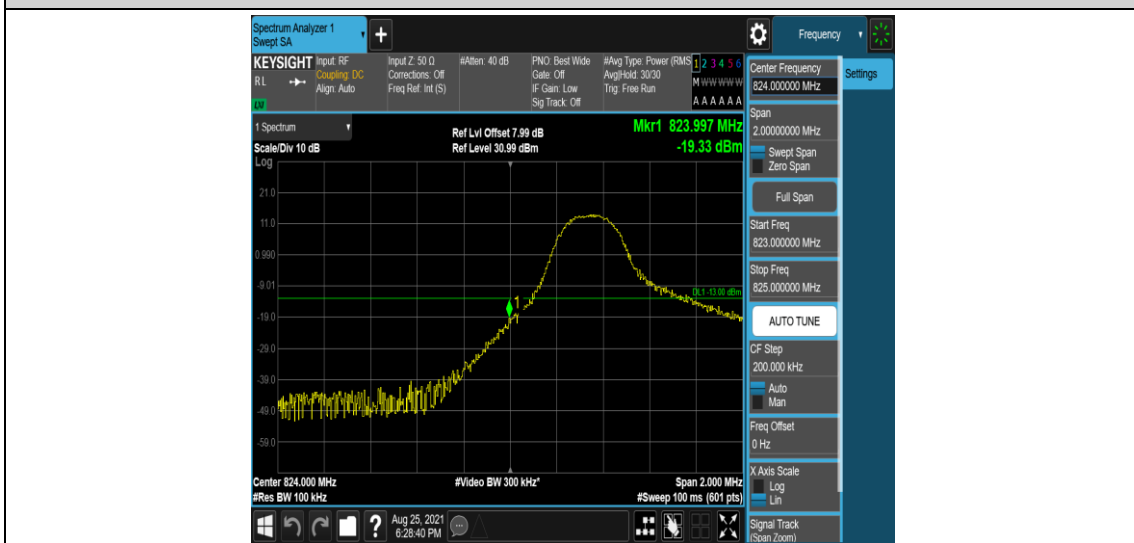 Spectrum Analyzer 1
Swept SA
+
Frequency
KEYSIGHT
RL
LXI
Input: RF
Coupling: DC
Align: Auto
Input Z: 50 Ω
Corrections: Off
Freq Ref: Int (S)
#Atten: 40 dB
PNO: Best Wide
Gate: Off
IF Gain: Low
Sig Track: Off
#Avg Type: Power (RMS
Avg|Hold: 30/30
Trig: Free Run
1 2 3 4 5 6
M W W W W W
A A A A A A
1 Spectrum
Scale/Div 10 dB
Log
Ref Lvl Offset 7.99 dB
Ref Level 30.99 dBm
Mkr1 823.997 MHz
-19.33 dBm
21.0
11.0
0.990
-9.01
-19.0
-29.0
-39.0
-49.0
-59.0
DL1 -13.00 dBm
1
Center 824.000 MHz
#Res BW 100 kHz
#Video BW 300 kHz*
Span 2.000 MHz
#Sweep 100 ms (601 pts)
?
Aug 25, 2021
6:28:40 PM
Center Frequency
824.000000 MHz
Span
2.00000000 MHz
Swept Span
Zero Span
Full Span
Start Freq
823.000000 MHz
Stop Freq
825.000000 MHz
AUTO TUNE
CF Step
200.000 kHz
Auto
Man
Freq Offset
0 Hz
X Axis Scale
Log
Lin
Signal Track
(Span Zoom)
Settings